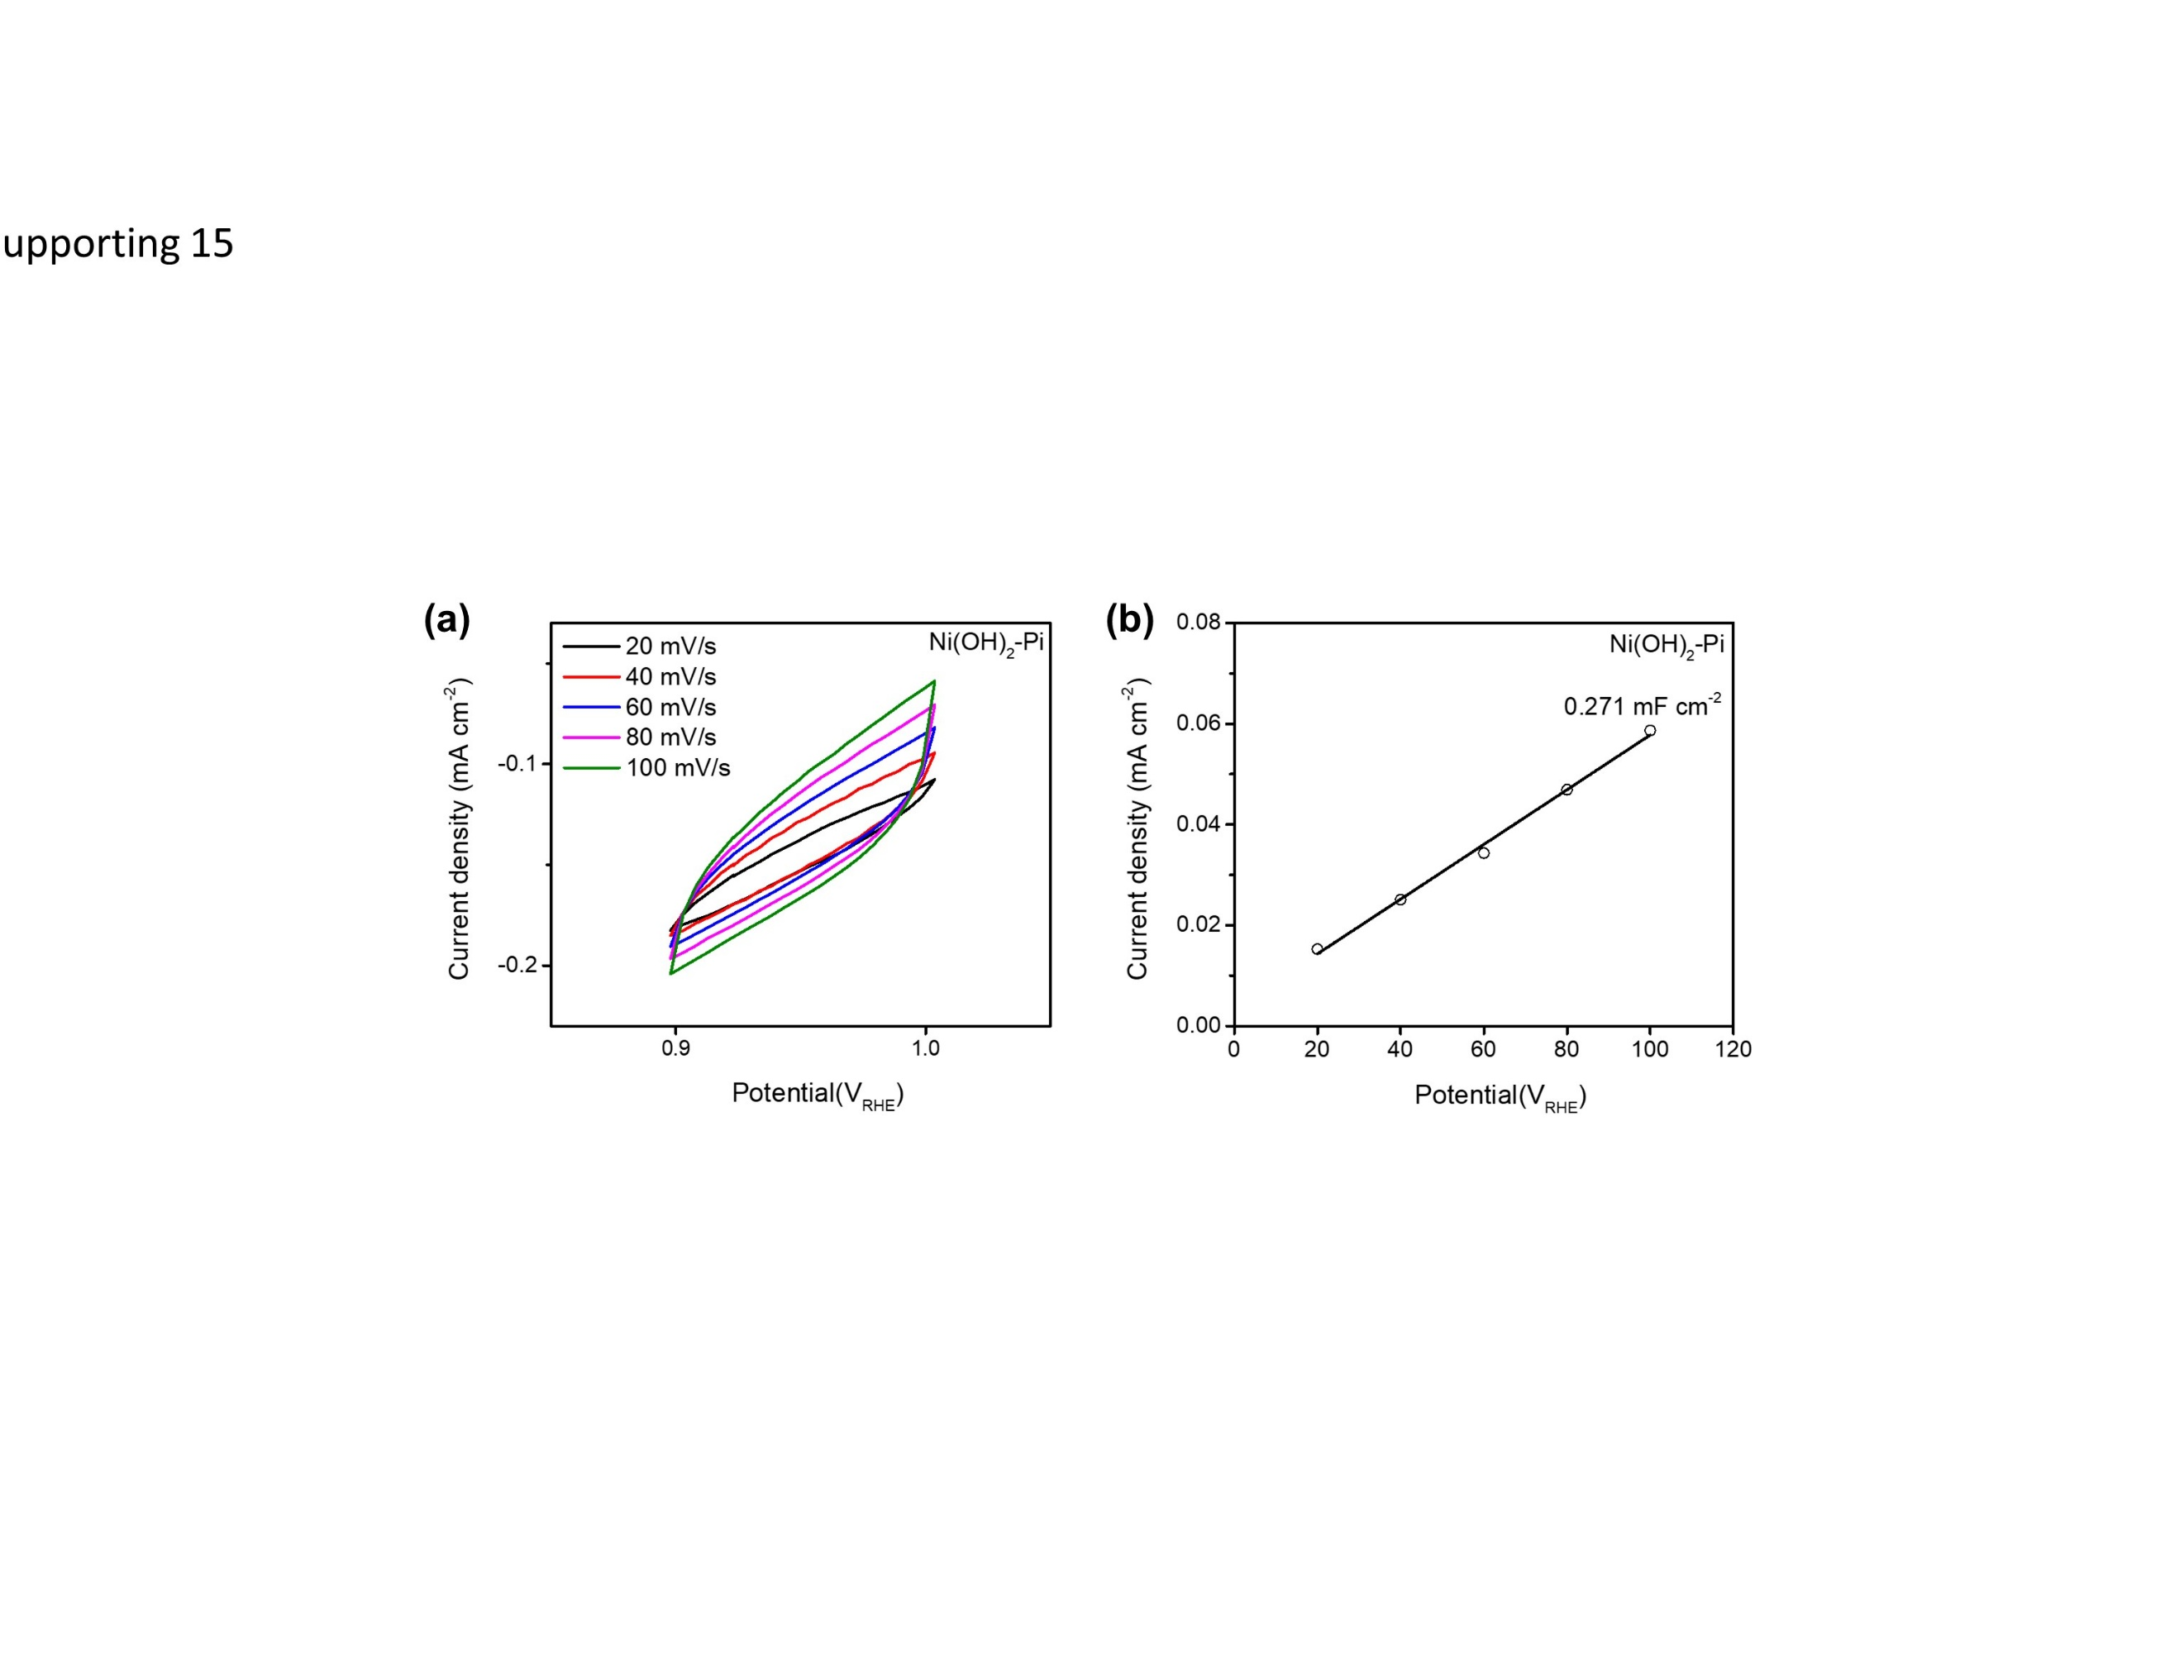 upporting 15
(a)
Ni(OH)2-Pi
20 mV/s
40 mV/s
60 mV/s
80 mV/s
100 mV/s
Current density (mA cm-2)
-0.1
-0.2
0.9
1.0
Potential(VRHE)
(b)
Ni(OH)2-Pi
0.271 mF cm-2
Current density (mA cm-2)
0.08
0.06
0.04
0.02
0.00
0
20
40
60
80
100
120
Potential(VRHE)